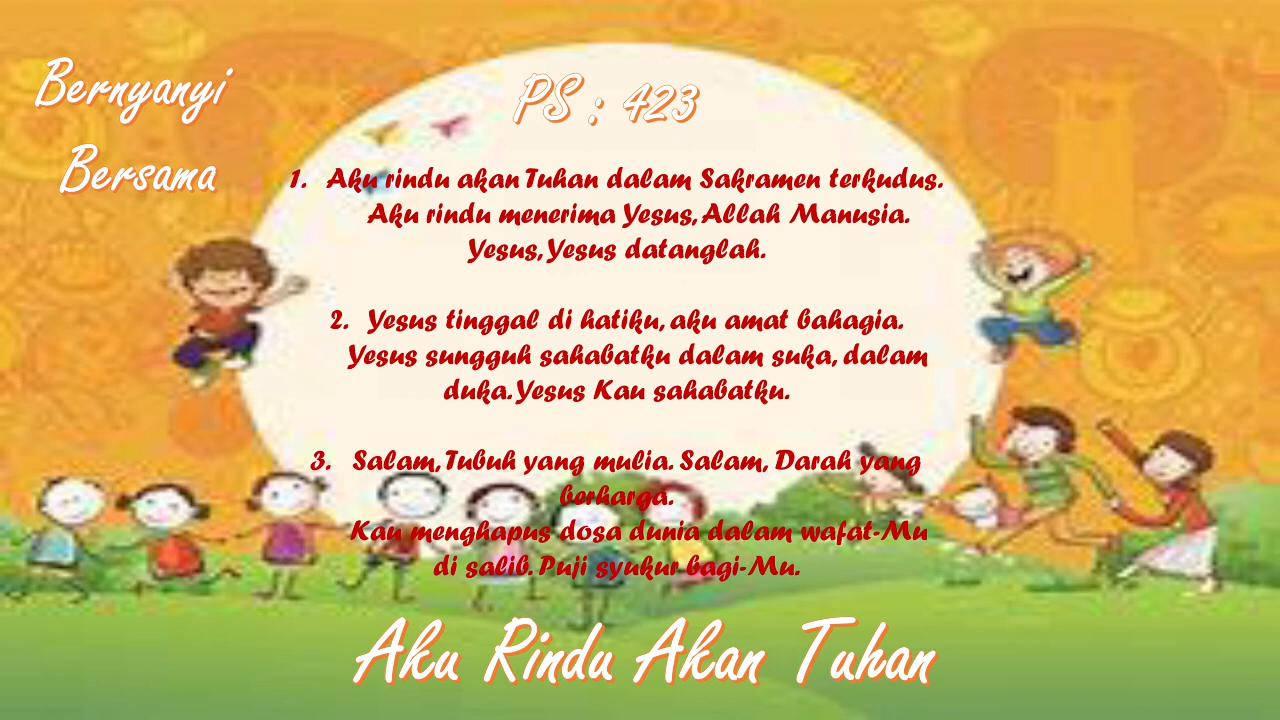 Bernyanyi
Bersama
PS : 423
1. Aku rindu akan Tuhan dalam Sakramen terkudus.
Aku rindu menerima Yesus, Allah Manusia.
Yesus, Yesus datanglah.
2. Yesus tinggal di hatiku, aku amat bahagia.
Yesus sungguh sahabatku dalam suka, dalam
duka. Yesus Kau sahabatku.
3. Salam, Tubuh yang mulia. Salam, Darah yang
berharga.
Kau menghapus dosa dunia dalam wafat-Mu
di salib. Puji syukur bagi-Mu.
Aku Rindu Akan Tuhan